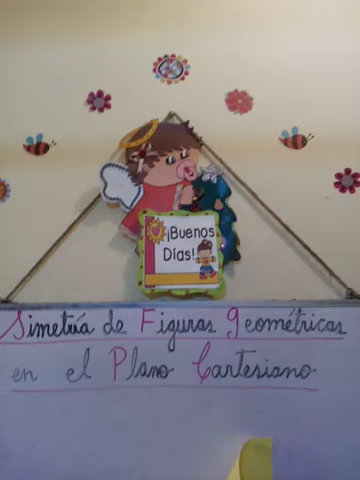 ¡Buenos
Días!
Simetría de Figuras geométricas
en el Plano Cartesiano